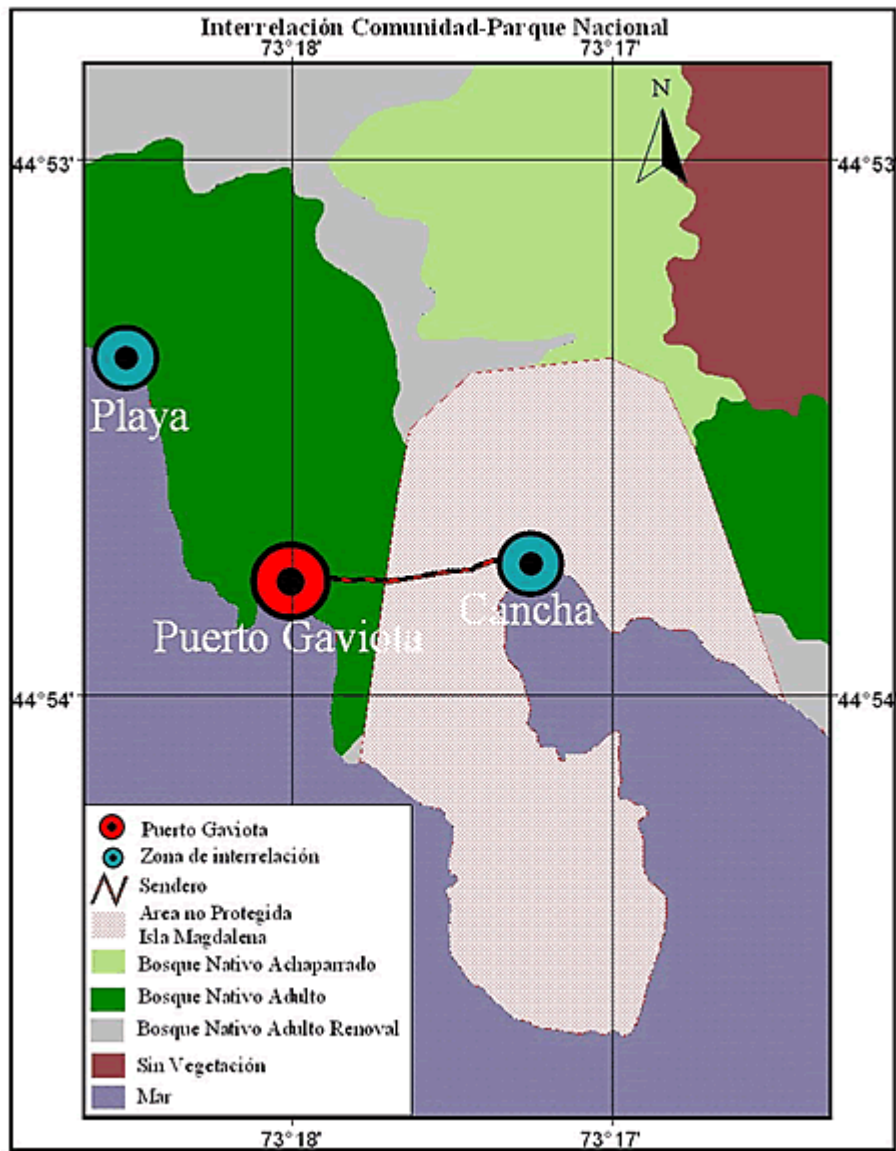 Interrelación Comunidad-Parque Nacional
73°18' 73°17'
N
44°53' 44°53'
Playa
Cancha
Puerto Gaviota
44°54' 44°54'
Puerto Gaviota
Zona de interrelación
Sendero
Area no Protegida
Isla Magdalena
Bosque Nativo Achaparrado
Bosque Nativo Adulto
Bosque Nativo Adulto Renoval
Sin Vegetación
Mar
73°18' 73°17'